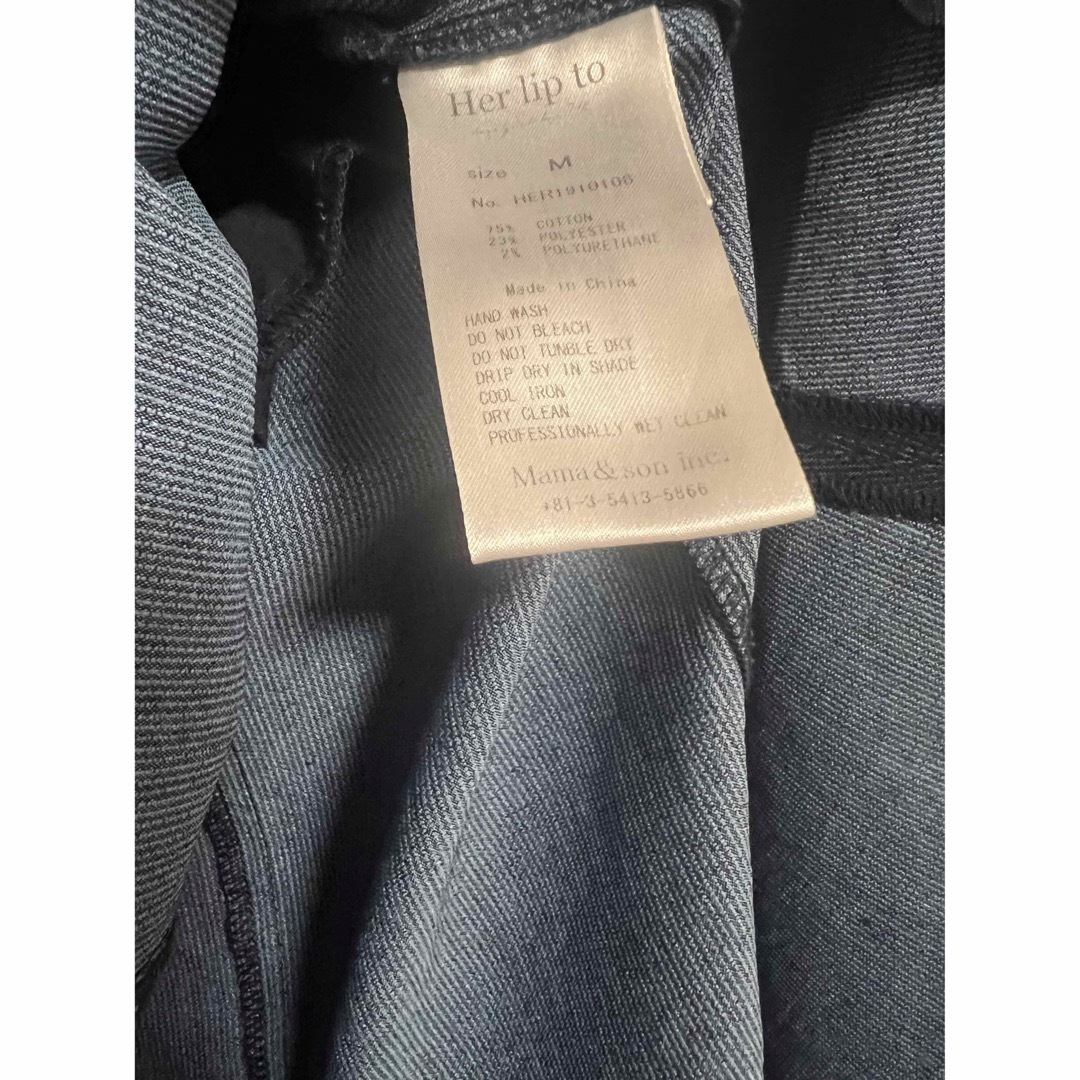 Her lip to
size M
No. HER1910106
75% COTTON
23% POLYESTER
2% POLYURETHANE
Made in China
HAND WASH
DO NOT BLEACH
DO NOT TUNBLE DRY
DRIP DRY IN SHADE
COOL IRON
DRY CLEAN
PROFESSIONALLY WET CLEAN
Mama&son inc.
+81-3-5413-5866